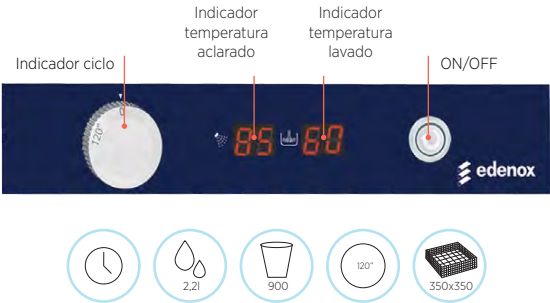 Indicador
temperatura
aclarado
Indicador
temperatura
lavado
Indicador ciclo
ON/OFF
0
120"
85
60
edenox
2,2l
900
120"
350x350